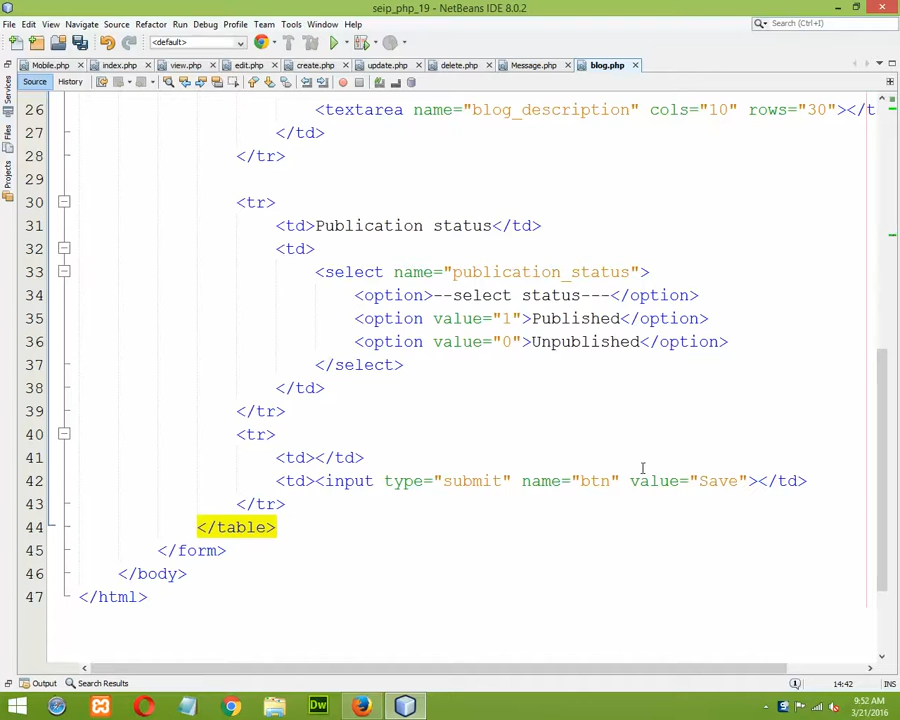 seip_php_19 - NetBeans IDE 8.0.2
File Edit View Navigate Source Refactor Run Debug Profile Team Tools Window Help
Search (Ctrl+I)
<default>
Mobile.php index.php view.php edit.php create.php update.php delete.php Message.php blog.php
Source History
Services
Files
Projects
26 <textarea name="blog_description" cols="10" rows="30"></t
27 </td>
28 </tr>
29
30 <tr>
31 <td>Publication status</td>
32 <td>
33 <select name="publication_status">
34 <option>--select status---</option>
35 <option value="1">Published</option>
36 <option value="0">Unpublished</option>
37 </select>
38 </td>
39 </tr>
40 <tr>
41 <td></td>
42 <td><input type="submit" name="btn" value="Save"></td>
43 </tr>
44 </table>
45 </form>
46 </body>
47 </html>
Output Search Results
14:42 INS
Dw
9:52 AM
3/21/2016